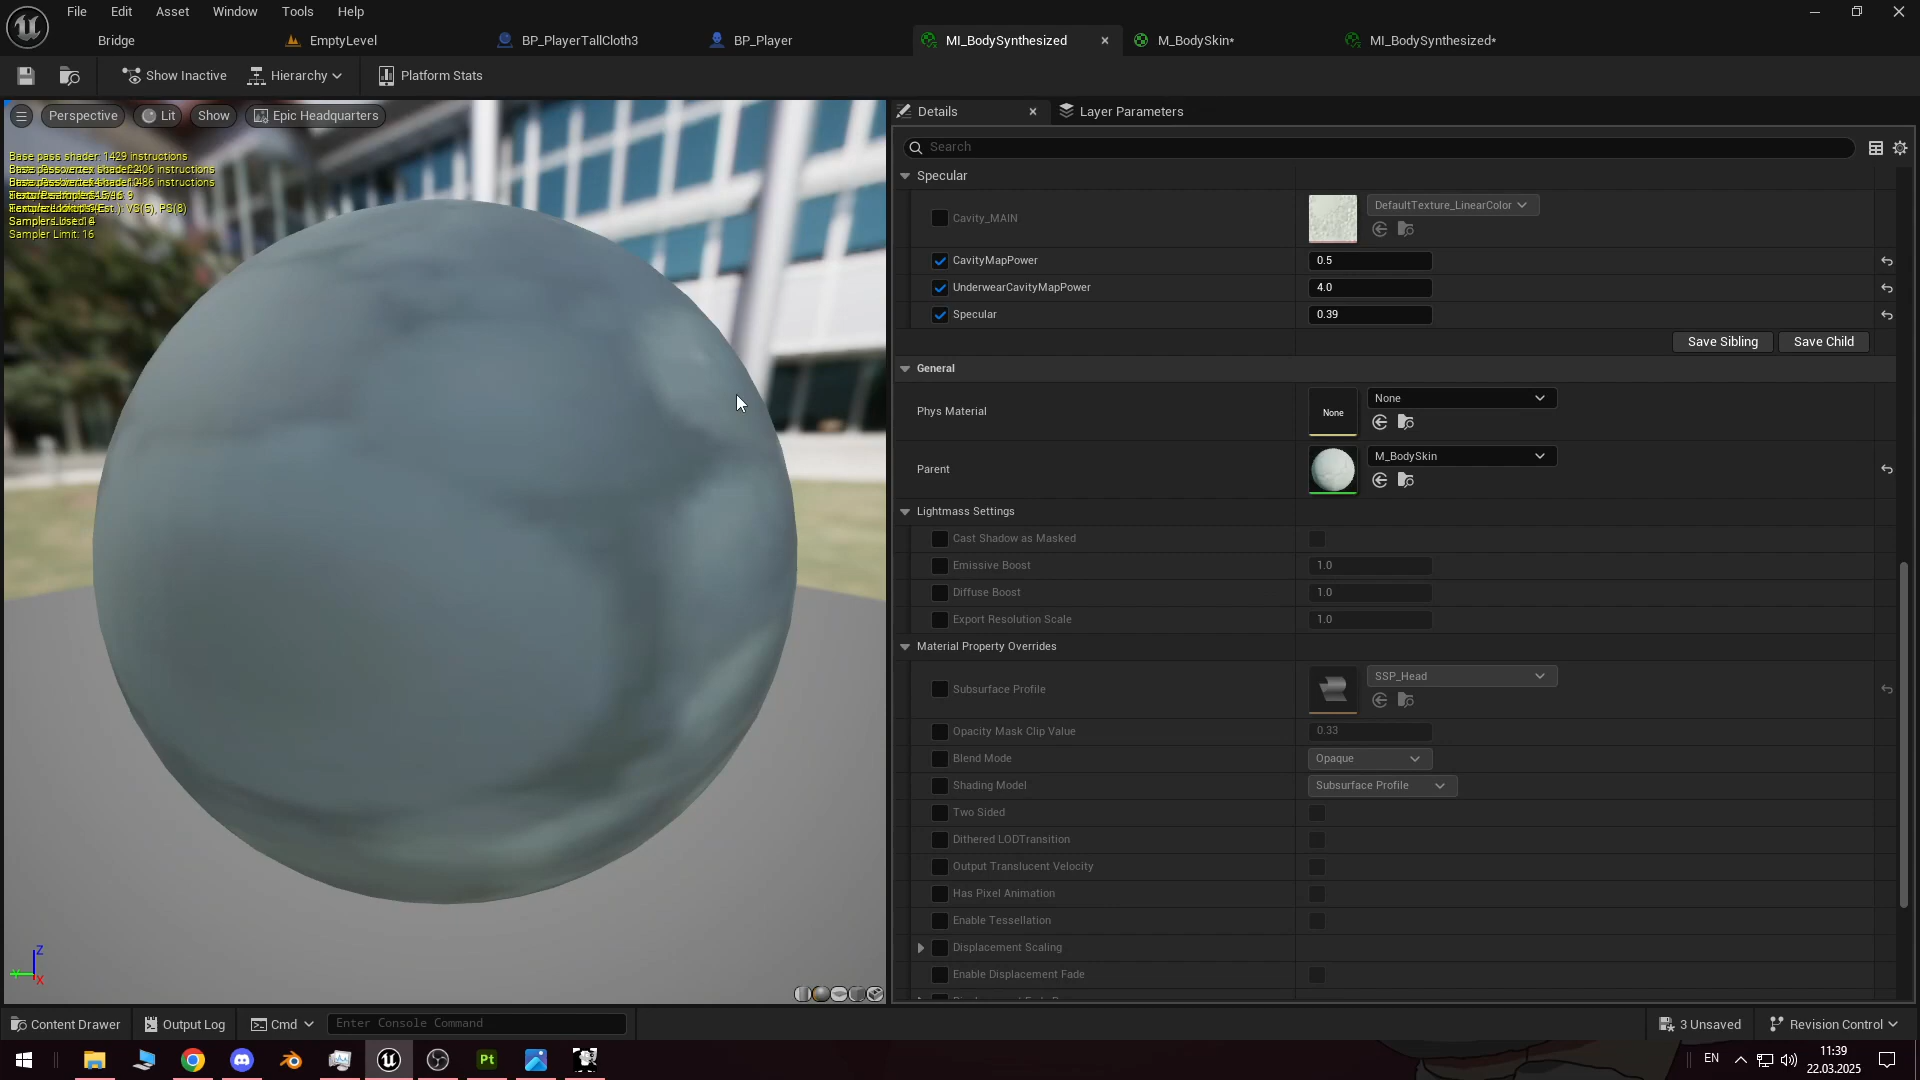 File Edit Asset Window Tools Help
Bridge EmptyLevel BP_PlayerTallCloth3 BP_Player MI_BodySynthesized M_BodySkin* MI_BodySynthesized*
Show Inactive Hierarchy Platform Stats
Details Layer Parameters
Perspective Lit Show Epic Headquarters
Search
Base pass shader: 1429 instructions
Sampler Limit: 16
Specular
Cavity_MAIN DefaultTexture_LinearColor
CavityMapPower 0.5
UnderwearCavityMapPower 4.0
Specular 0.39
Save Sibling Save Child
General
Phys Material None None
Parent M_BodySkin
Lightmass Settings
Cast Shadow as Masked
Emissive Boost 1.0
Diffuse Boost 1.0
Export Resolution Scale 1.0
Material Property Overrides
Subsurface Profile SSP_Head
Opacity Mask Clip Value 0.33
Blend Mode Opaque
Shading Model Subsurface Profile
Two Sided
Dithered LODTransition
Output Translucent Velocity
Has Pixel Animation
Enable Tessellation
Displacement Scaling
Enable Displacement Fade
Z
Y
X
Content Drawer Output Log Cmd Enter Console Command 3 Unsaved Revision Control
Pt EN 11:39
22.03.2025